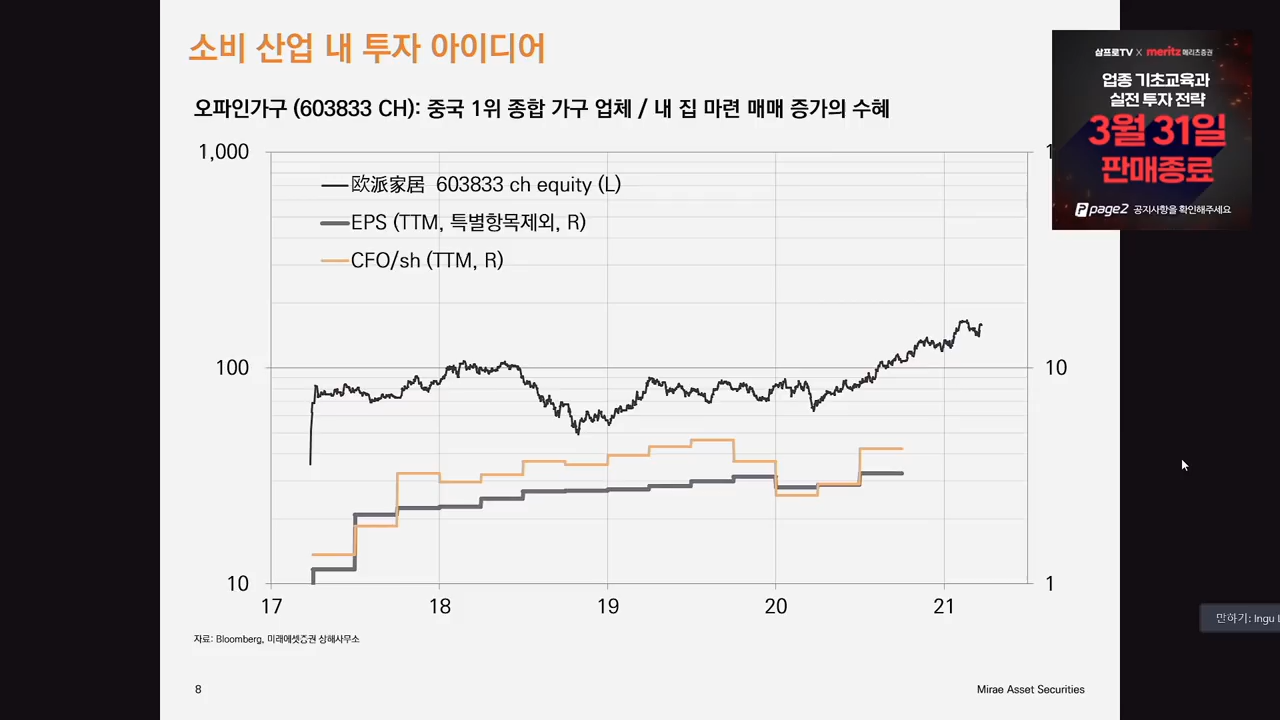 소비 산업 내 투자 아이디어
오파인가구 (603833 CH): 중국 1위 종합 가구 업체 / 내 집 마련 매매 증가의 수혜
삼프로TV X meritz 메리츠증권
업종 기초교육과
실전 투자 전략
3월 31일
판매종료
page2 공지사항을 확인해주세요
欧派家居 603833 ch equity (L)
EPS (TTM, 특별항목제외, R)
CFO/sh (TTM, R)
1,000
100
10
10
1
17 18 19 20 21
자료: Bloomberg, 미래에셋증권 상해사무소
말하기: Ingu
8
Mirae Asset Securities